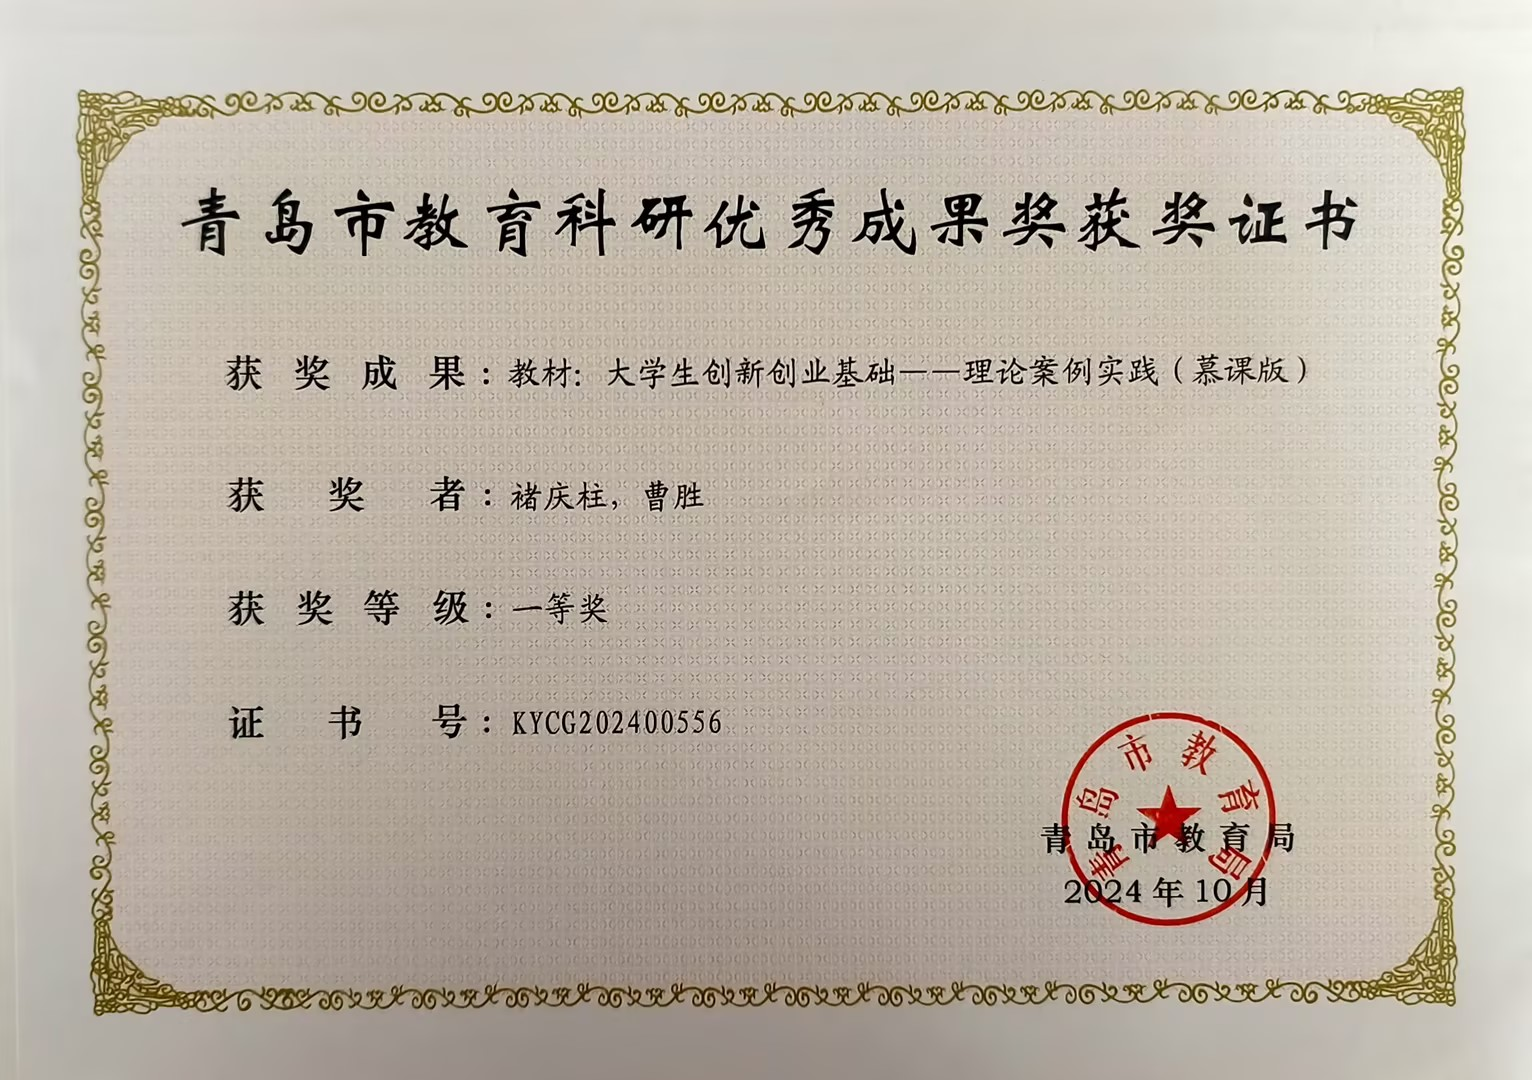 青岛市教育科研优秀成果奖获奖证书
获奖成果：教材：大学生创新创业基础——理论案例实践（慕课版）
获奖者：褚庆柱，曹胜
获奖等级：一等奖
证书号：KYCG202400556
青岛市教育局
青岛市教育局
2024年10月